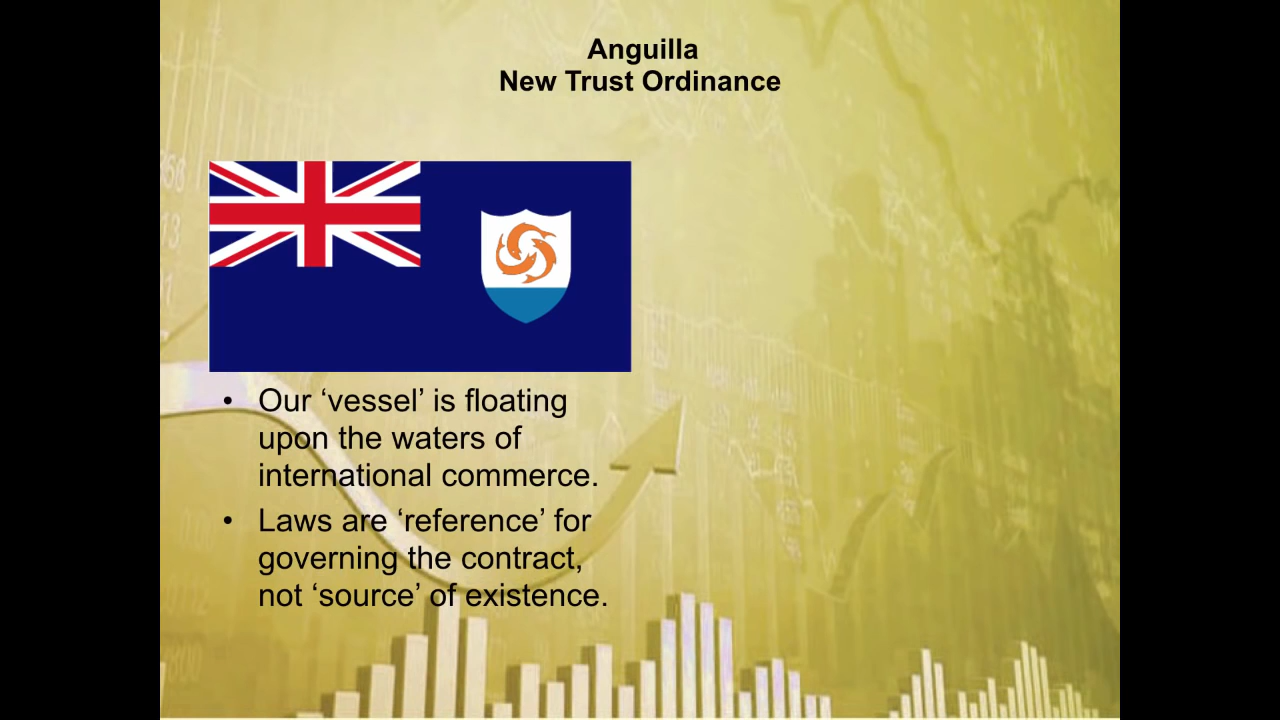 Anguilla
New Trust Ordinance
• Our ‘vessel’ is floating
upon the waters of
international commerce.
• Laws are ‘reference’ for
governing the contract,
not ‘source’ of existence.